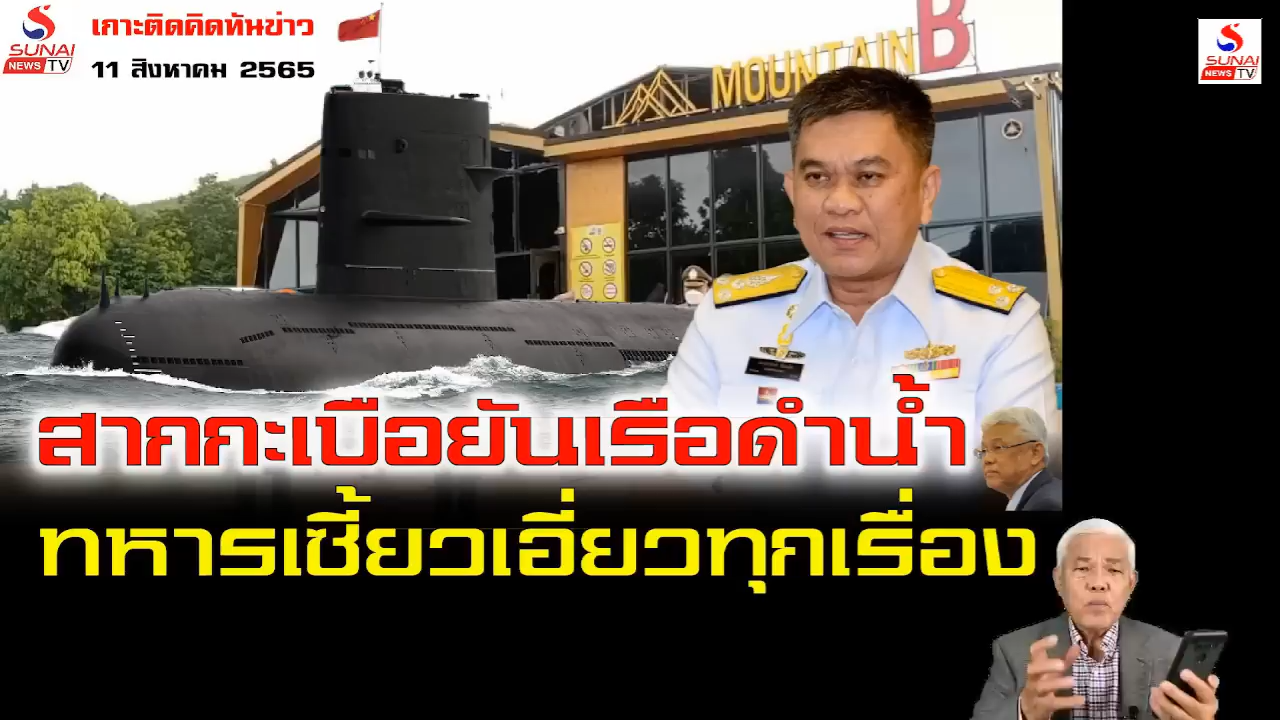 SUNAI
NEWS TV
เกาะติดคิดทันข่าว
11 สิงหาคม 2565
MOUNTAIN B
SUNAI
NEWS TV
สากกะเบือยันเรือดำน้ำ
ทหารเซี้ยวเอี่ยวทุกเรื่อง